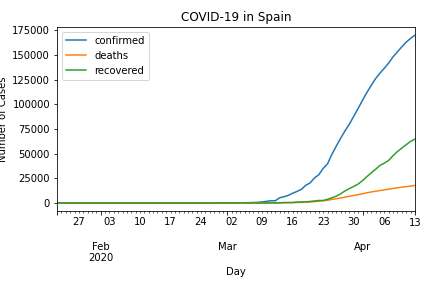 COVID-19 in Spain
175000
150000
125000
100000
75000
50000
25000
0
Number of Cases
confirmed
deaths
recovered
27 03 10 17 24 02 09 16 23 30 06 13
Feb Mar Apr
2020
Day